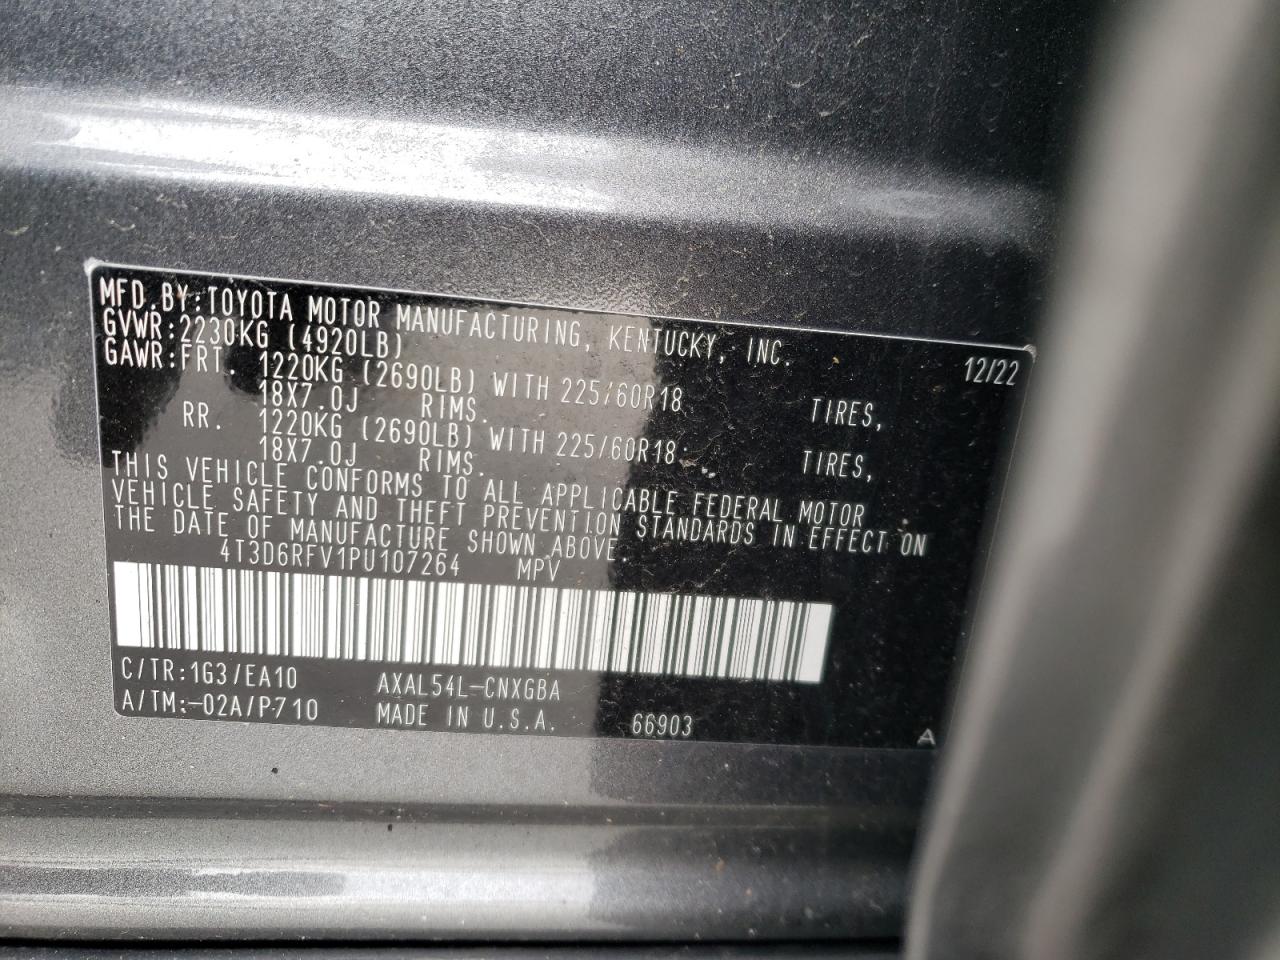 MFD.BY:TOYOTA MOTOR MANUFACTURING, KENTUCKY, INC. 12/22
GVWR:2230KG (4920LB)
GAWR:FRT. 1220KG (2690LB) WITH 225/60R18 TIRES,
18X7.0J RIMS.
RR. 1220KG (2690LB) WITH 225/60R18 TIRES,
18X7.0J RIMS.
THIS VEHICLE CONFORMS TO ALL APPLICABLE FEDERAL MOTOR
VEHICLE SAFETY AND THEFT PREVENTION STANDARDS IN EFFECT ON
THE DATE OF MANUFACTURE SHOWN ABOVE.
4T3D6RFV1PU107264 MPV
C/TR:1G3/EA10 AXAL54L-CNXGBA
A/TM:-02A/P710 MADE IN U.S.A. 66903 A